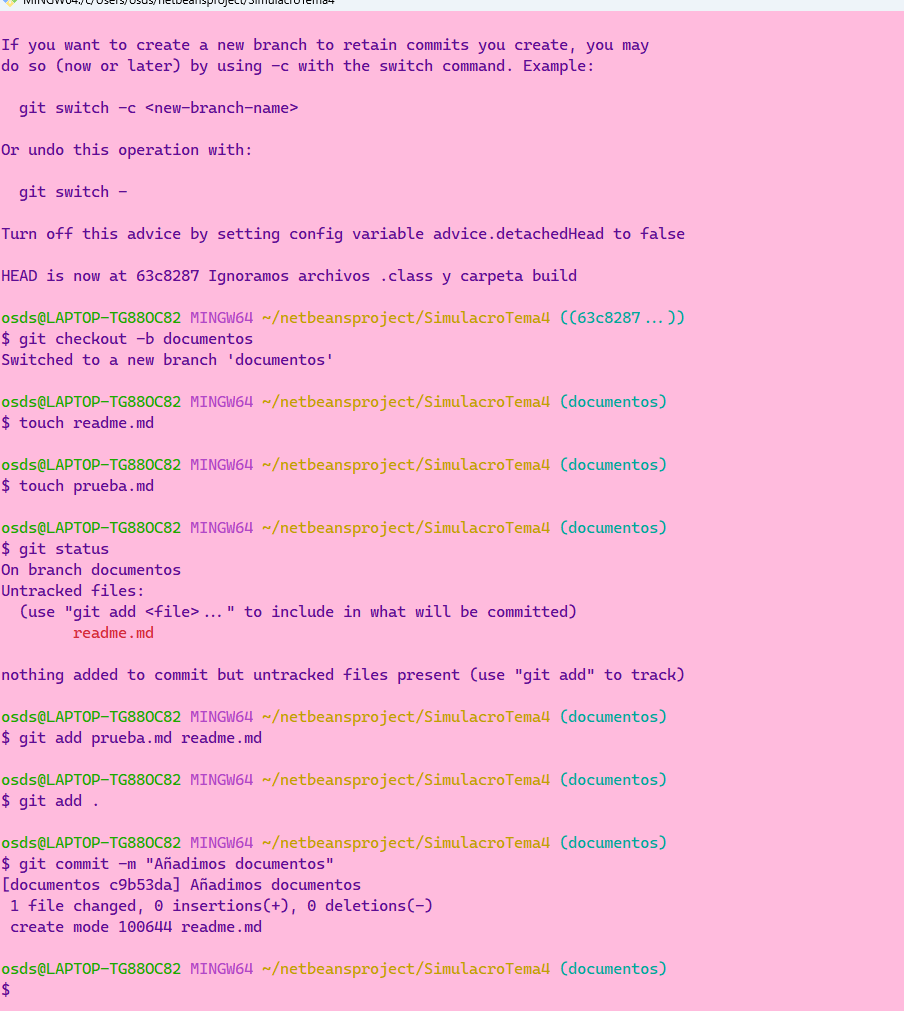 MINGW64:/c/Users/osds/netbeansproject/SimulacroTema4
If you want to create a new branch to retain commits you create, you may
do so (now or later) by using -c with the switch command. Example:
git switch -c <new-branch-name>
Or undo this operation with:
git switch -
Turn off this advice by setting config variable advice.detachedHead to false
HEAD is now at 63c8287 Ignoramos archivos .class y carpeta build
osds@LAPTOP-TG88OC82 MINGW64 ~/netbeansproject/SimulacroTema4 ((63c8287...))
$ git checkout -b documentos
Switched to a new branch 'documentos'
osds@LAPTOP-TG88OC82 MINGW64 ~/netbeansproject/SimulacroTema4 (documentos)
$ touch readme.md
osds@LAPTOP-TG88OC82 MINGW64 ~/netbeansproject/SimulacroTema4 (documentos)
$ touch prueba.md
osds@LAPTOP-TG88OC82 MINGW64 ~/netbeansproject/SimulacroTema4 (documentos)
$ git status
On branch documentos
Untracked files:
(use "git add <file>..." to include in what will be committed)
readme.md
nothing added to commit but untracked files present (use "git add" to track)
osds@LAPTOP-TG88OC82 MINGW64 ~/netbeansproject/SimulacroTema4 (documentos)
$ git add prueba.md readme.md
osds@LAPTOP-TG88OC82 MINGW64 ~/netbeansproject/SimulacroTema4 (documentos)
$ git add .
osds@LAPTOP-TG88OC82 MINGW64 ~/netbeansproject/SimulacroTema4 (documentos)
$ git commit -m "Añadimos documentos"
[documentos c9b53da] Añadimos documentos
1 file changed, 0 insertions(+), 0 deletions(-)
create mode 100644 readme.md
osds@LAPTOP-TG88OC82 MINGW64 ~/netbeansproject/SimulacroTema4 (documentos)
$